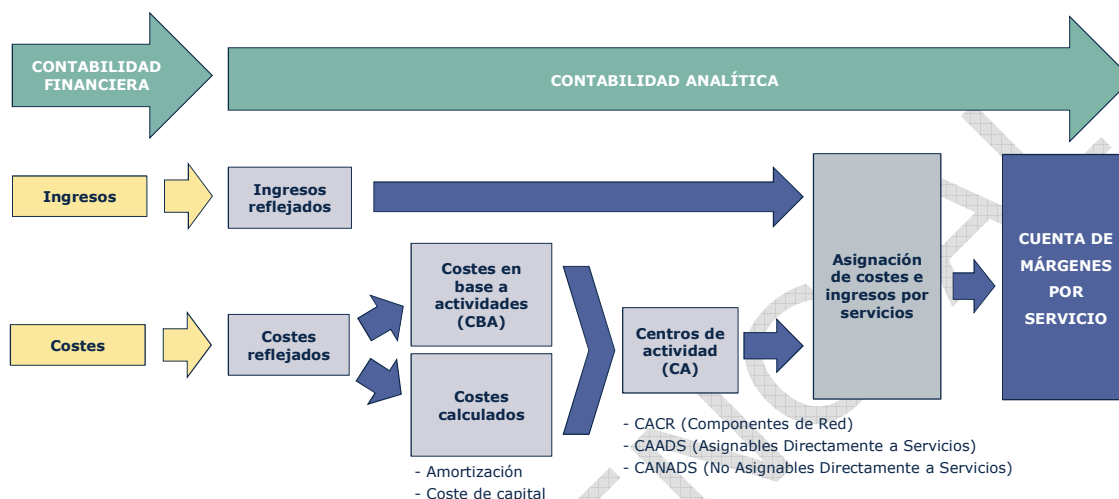 CONTABILIDAD
FINANCIERA
CONTABILIDAD ANALÍTICA
Ingresos
Ingresos
reflejados
Costes
Costes
reflejados
Costes en
base a
actividades
(CBA)
Costes
calculados
- Amortización
- Coste de capital
Centros de
actividad
(CA)
- CACR (Componentes de Red)
- CAADS (Asignables Directamente a Servicios)
- CANADS (No Asignables Directamente a Servicios)
Asignación
de costes e
ingresos por
servicios
CUENTA DE
MÁRGENES
POR
SERVICIO